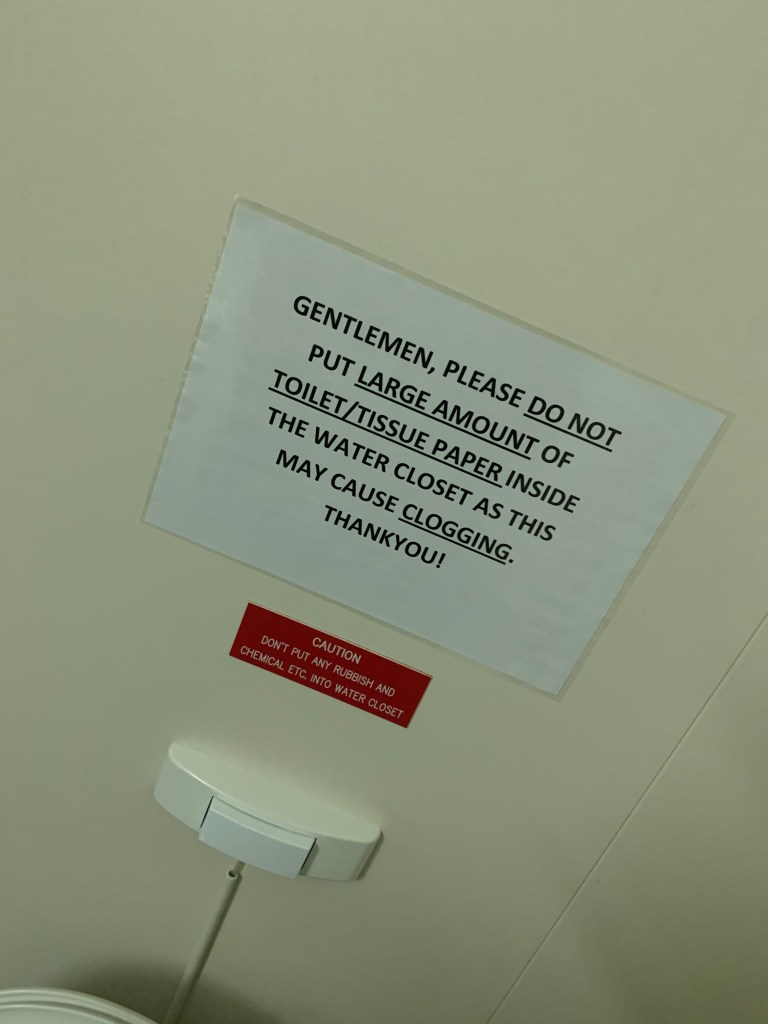 GENTLEMEN, PLEASE DO NOT
PUT LARGE AMOUNT OF
TOILET/TISSUE PAPER INSIDE
THE WATER CLOSET AS THIS
MAY CAUSE CLOGGING.
THANKYOU!
CAUTION
DON'T PUT ANY RUBBISH AND
CHEMICAL ETC. INTO WATER CLOSET